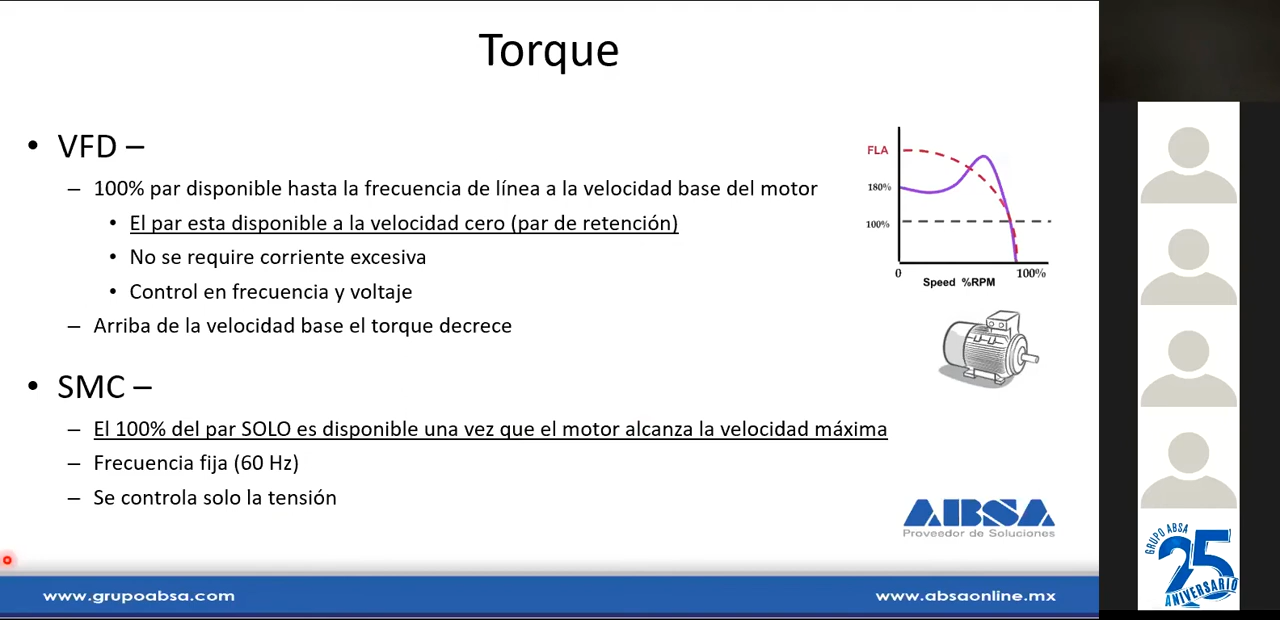 Torque
• VFD –
– 100% par disponible hasta la frecuencia de línea a la velocidad base del motor
• El par esta disponible a la velocidad cero (par de retención)
• No se require corriente excesiva
• Control en frecuencia y voltaje
– Arriba de la velocidad base el torque decrece
• SMC –
– El 100% del par SOLO es disponible una vez que el motor alcanza la velocidad máxima
– Frecuencia fija (60 Hz)
– Se controla solo la tensión
FLA
180%
100%
0
100%
Speed %RPM
ABSA
Proveedor de Soluciones
www.grupoabsa.com
www.absaonline.mx
GRUPO ABSA
25
ANIVERSARIO